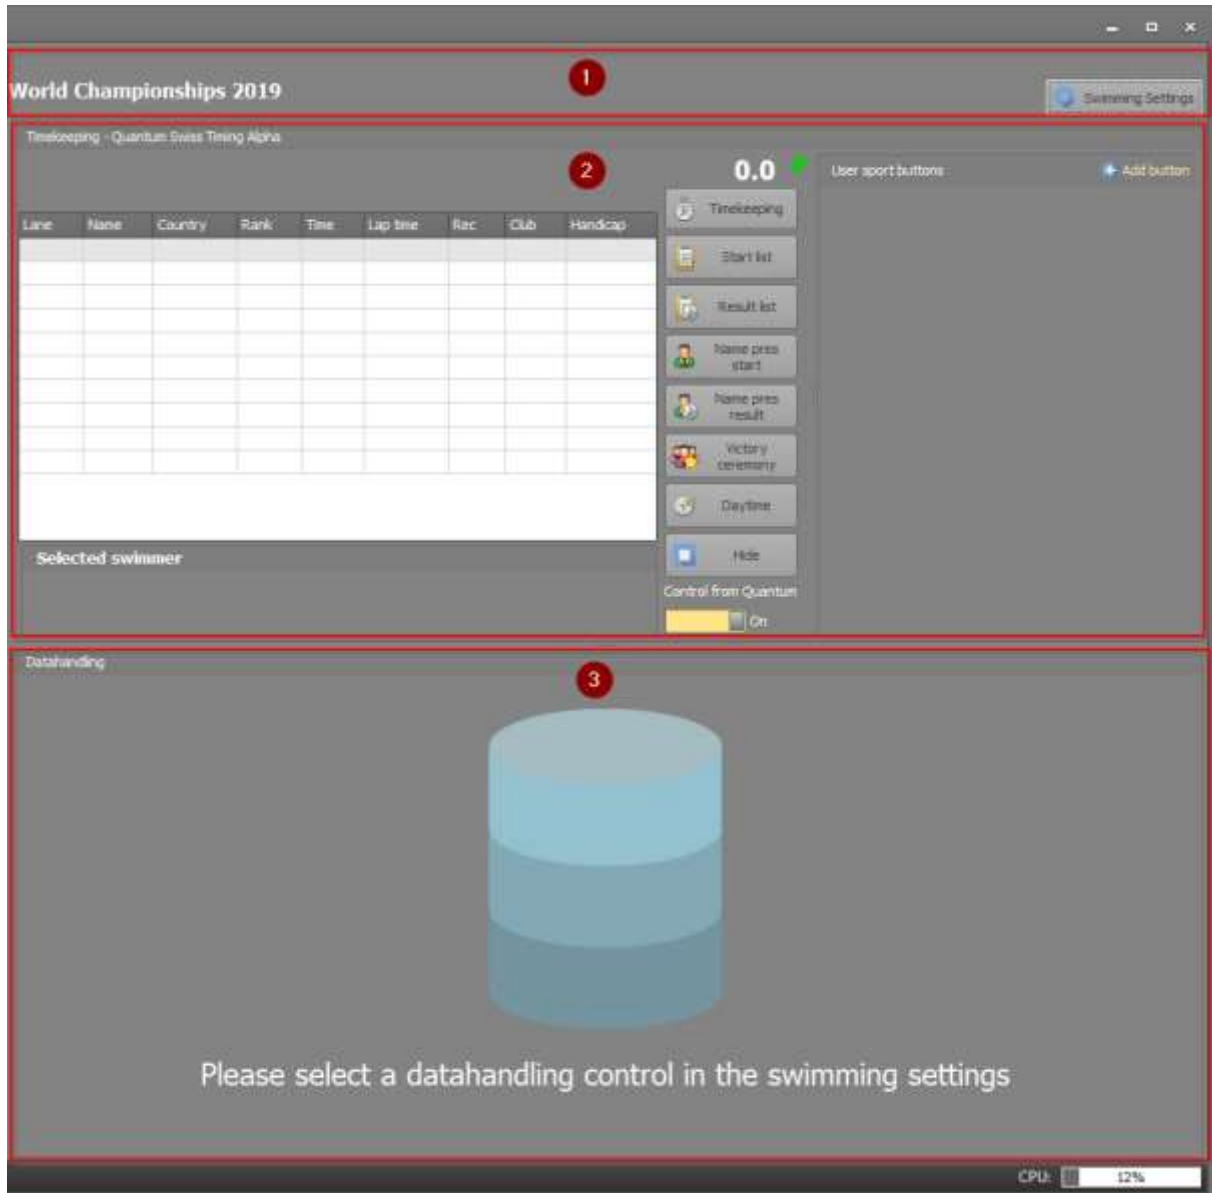 1
World Championships 2019
Swimming Settings
Timekeeping - Quantum Swiss Timing Alpha
2
0.0
User sport buttons
Add button
Timekeeping
Lane Name Country Rank Time Lap time Rec Club Handicap
Start list
Result list
Name pres
start
Name pres
result
Victory
ceremony
Daytime
Selected swimmer
Hide
Control from Quantum
On
Datahandling
3
Please select a datahandling control in the swimming settings
CPU: 12%